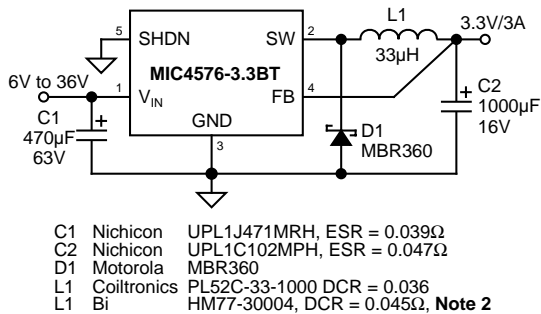 L1
3.3V/3A
5
SHDN
SW
2
33µH
MIC4576-3.3BT
6V to 36V
1
VIN
FB
4
C2
1000µF
16V
C1
470µF
63V
GND
3
D1
MBR360
C1 Nichicon UPL1J471MRH, ESR = 0.039Ω
C2 Nichicon UPL1C102MPH, ESR = 0.047Ω
D1 Motorola MBR360
L1 Coiltronics PL52C-33-1000 DCR = 0.036
L1 Bi HM77-30004, DCR = 0.045Ω, Note 2